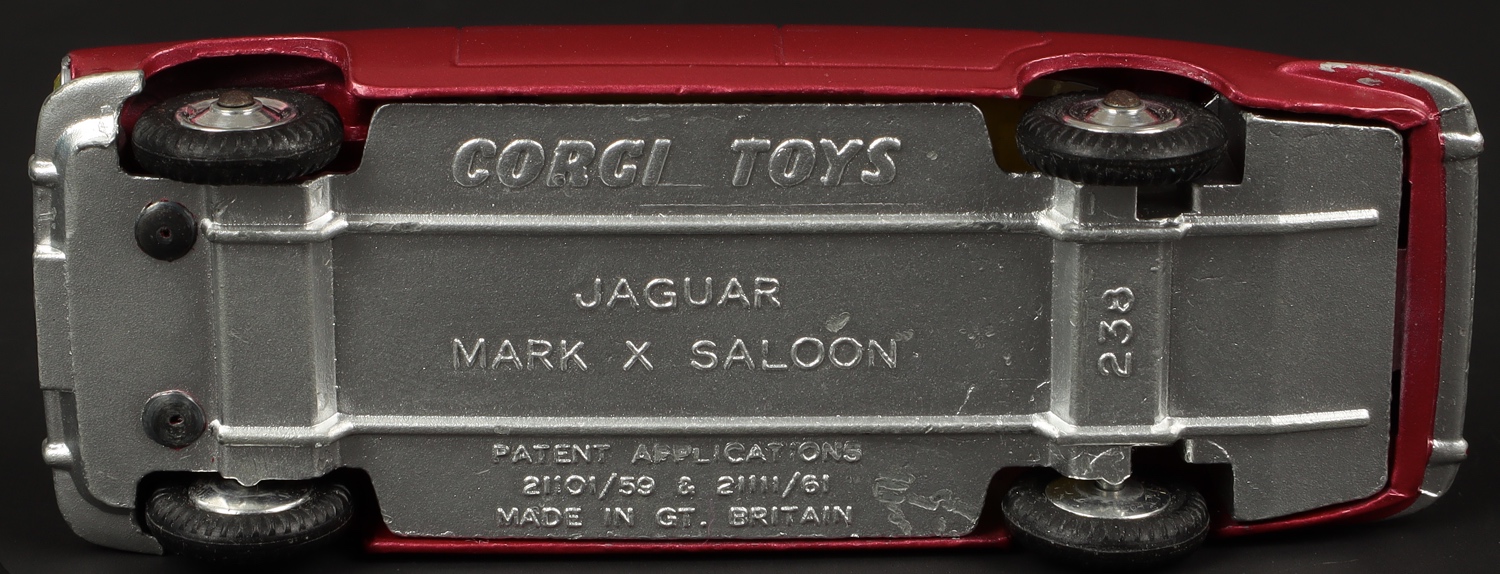 CORGI TOYS
JAGUAR
MARK X SALOON
238
PATENT APPLICATIONS
21101/59 & 21111/61
MADE IN GT. BRITAIN